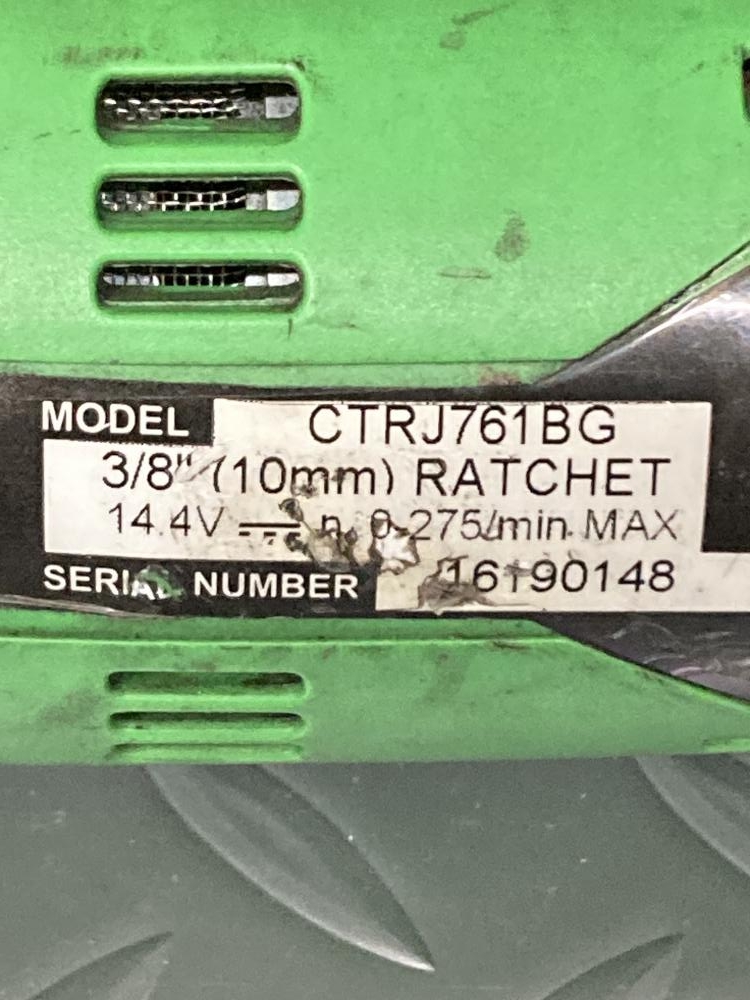 MODEL CTRJ761BG
3/8" (10mm) RATCHET
14.4V ⎓ n. 0-275/min. MAX
SERIAL NUMBER 16190148